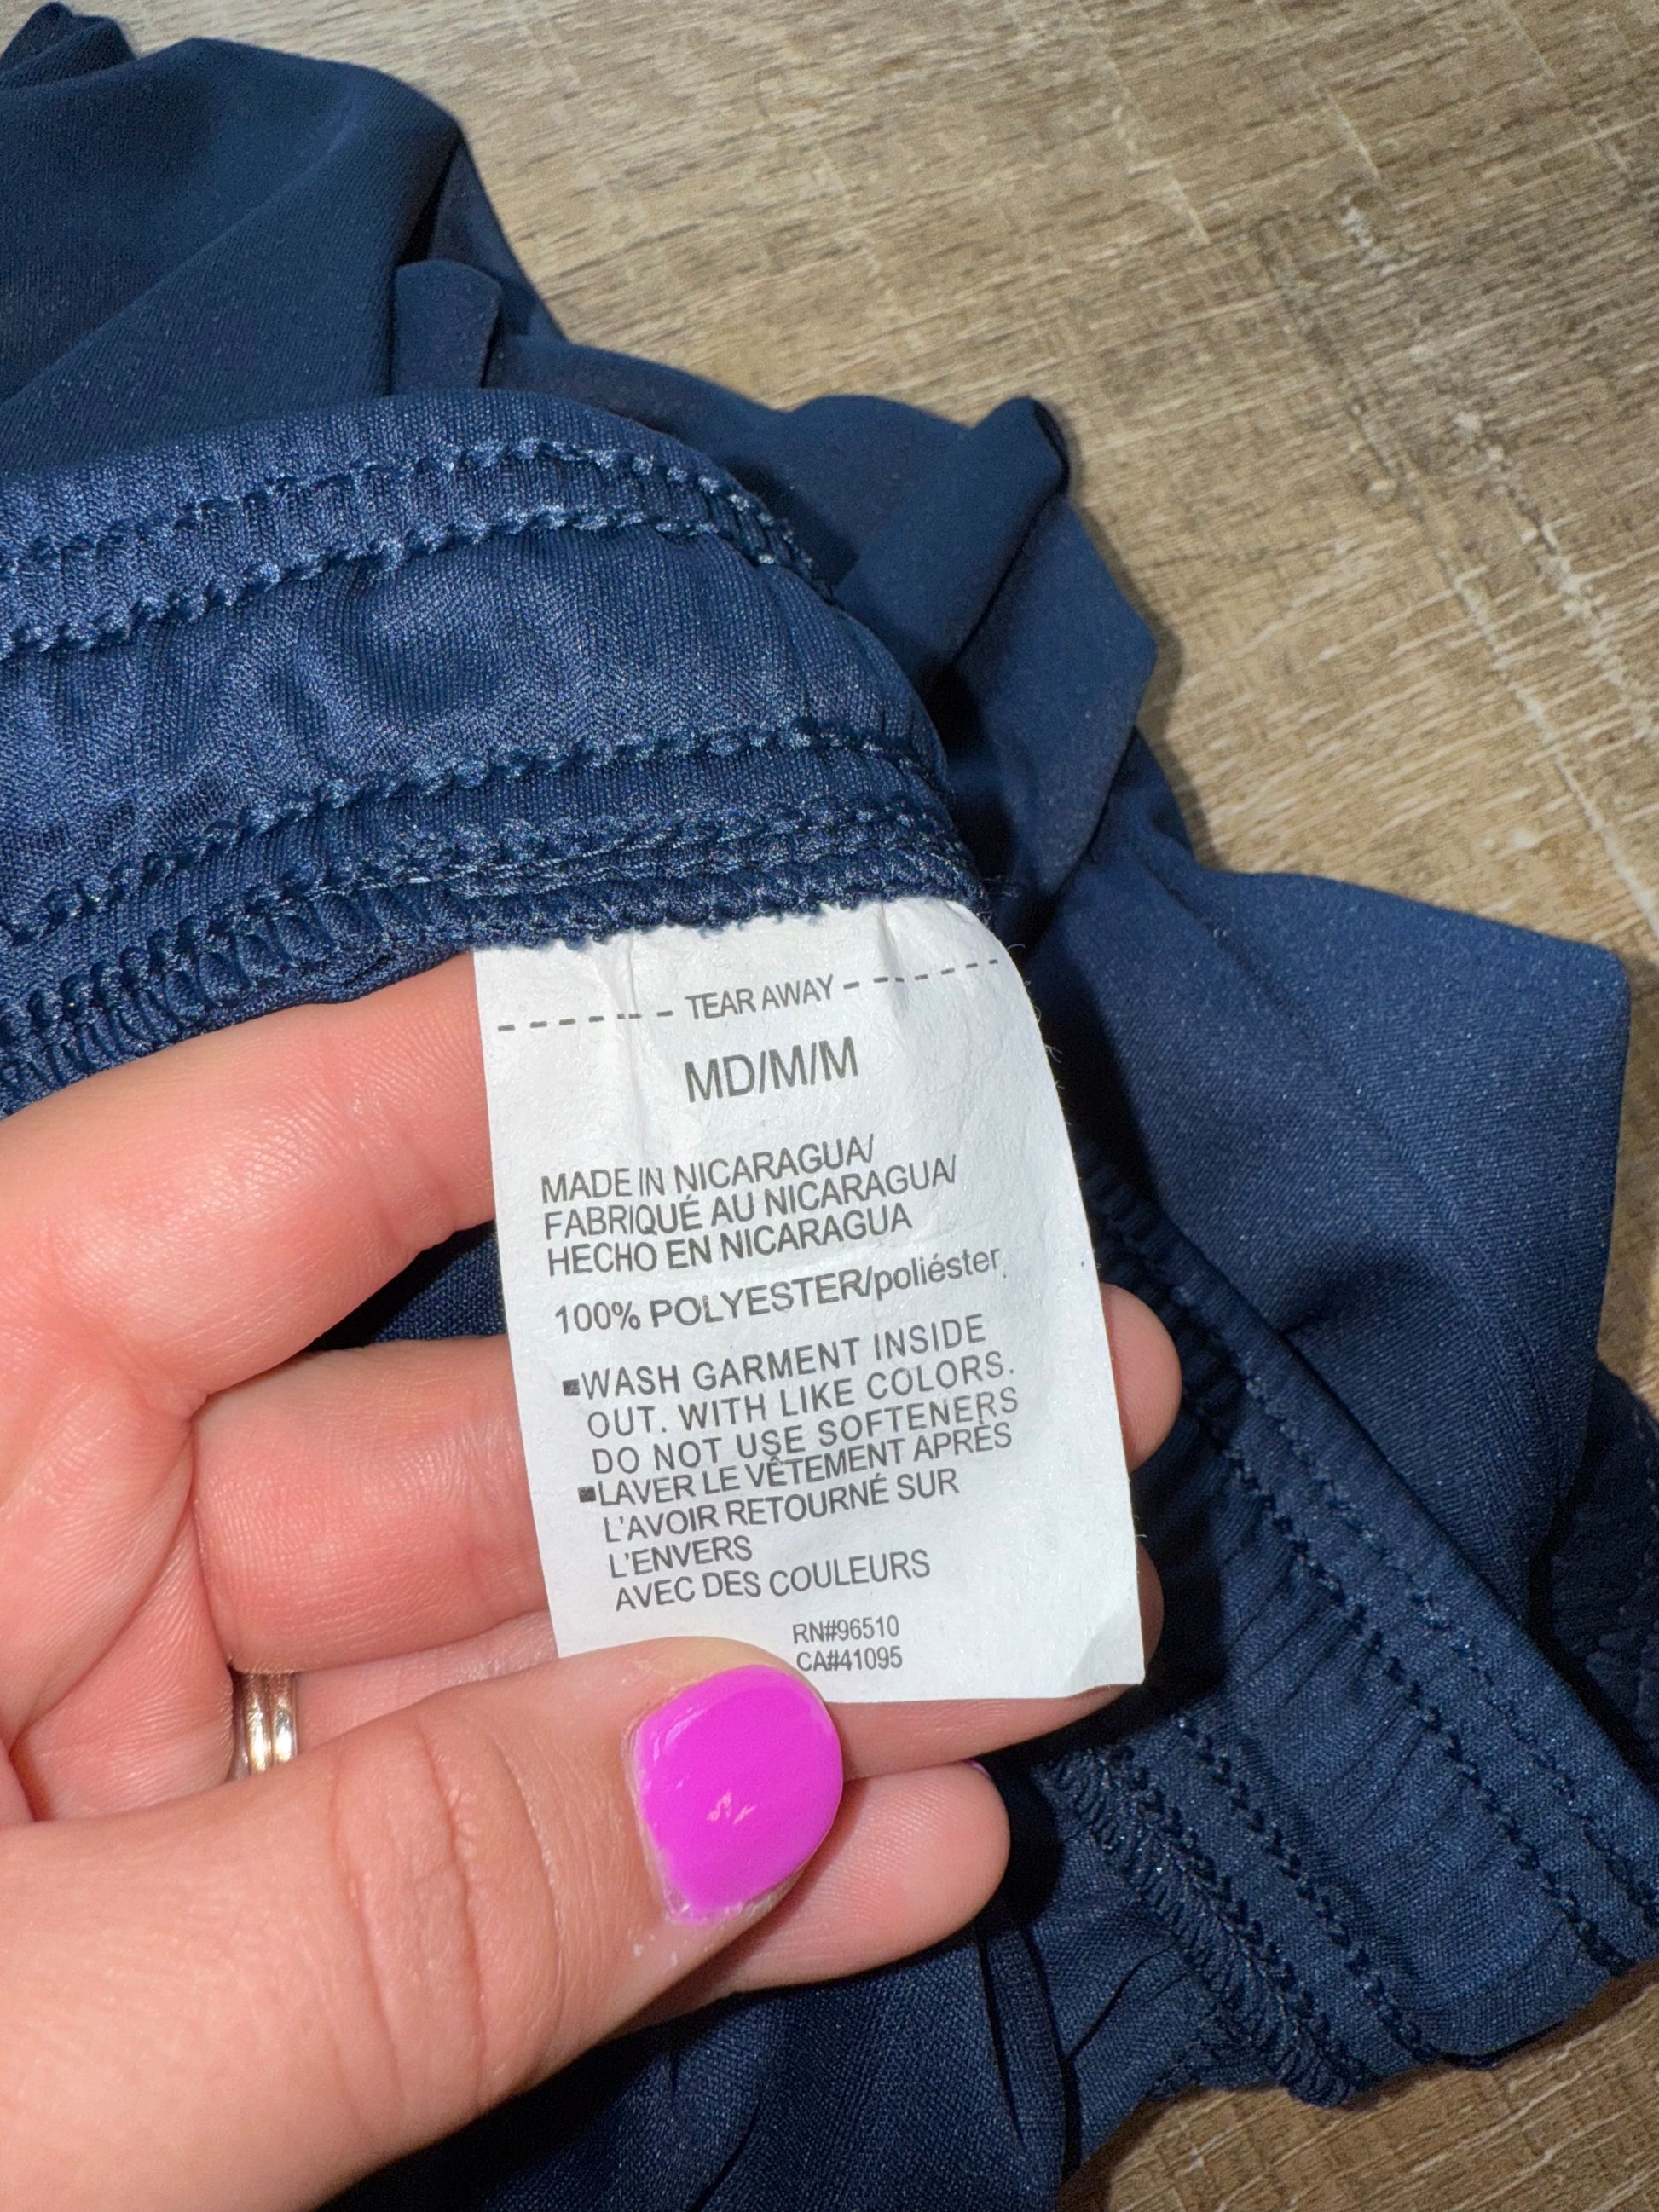 TEAR AWAY
MD/M/M
MADE IN NICARAGUA/
FABRIQUÉ AU NICARAGUA/
HECHO EN NICARAGUA
100% POLYESTER/poliéster
▪WASH GARMENT INSIDE
OUT. WITH LIKE COLORS.
DO NOT USE SOFTENERS
▪LAVER LE VÊTEMENT APRÈS
L'AVOIR RETOURNÉ SUR
L'ENVERS
AVEC DES COULEURS
RN#96510
CA#41095